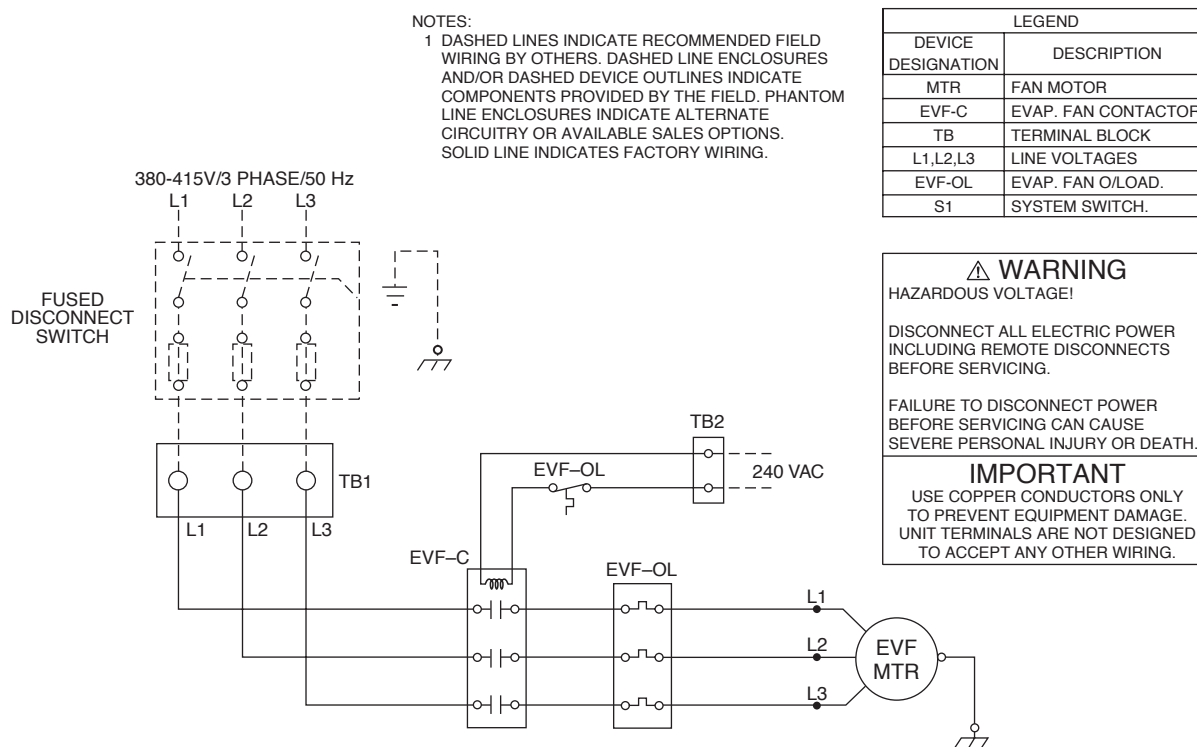 NOTES:
1 DASHED LINES INDICATE RECOMMENDED FIELD
WIRING BY OTHERS. DASHED LINE ENCLOSURES
AND/OR DASHED DEVICE OUTLINES INDICATE
COMPONENTS PROVIDED BY THE FIELD. PHANTOM
LINE ENCLOSURES INDICATE ALTERNATE
CIRCUITRY OR AVAILABLE SALES OPTIONS.
SOLID LINE INDICATES FACTORY WIRING.
LEGEND
DEVICE DESIGNATION DESCRIPTION
MTR FAN MOTOR
EVF-C EVAP. FAN CONTACTOR
TB TERMINAL BLOCK
L1,L2,L3 LINE VOLTAGES
EVF-OL EVAP. FAN O/LOAD.
S1 SYSTEM SWITCH.
380-415V/3 PHASE/50 Hz
L1 L2 L3
FUSED
DISCONNECT
SWITCH
⚠ WARNING
HAZARDOUS VOLTAGE!
DISCONNECT ALL ELECTRIC POWER
INCLUDING REMOTE DISCONNECTS
BEFORE SERVICING.
FAILURE TO DISCONNECT POWER
BEFORE SERVICING CAN CAUSE
SEVERE PERSONAL INJURY OR DEATH.
IMPORTANT
USE COPPER CONDUCTORS ONLY
TO PREVENT EQUIPMENT DAMAGE.
UNIT TERMINALS ARE NOT DESIGNED
TO ACCEPT ANY OTHER WIRING.
TB1
L1 L2 L3
TB2
240 VAC
EVF–OL
EVF–C
EVF–OL
L1
L2
L3
EVF
MTR